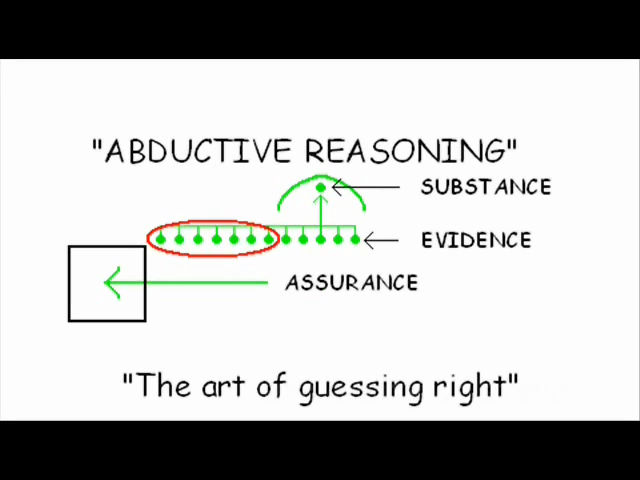 "ABDUCTIVE REASONING"
SUBSTANCE
EVIDENCE
ASSURANCE
"The art of guessing right"